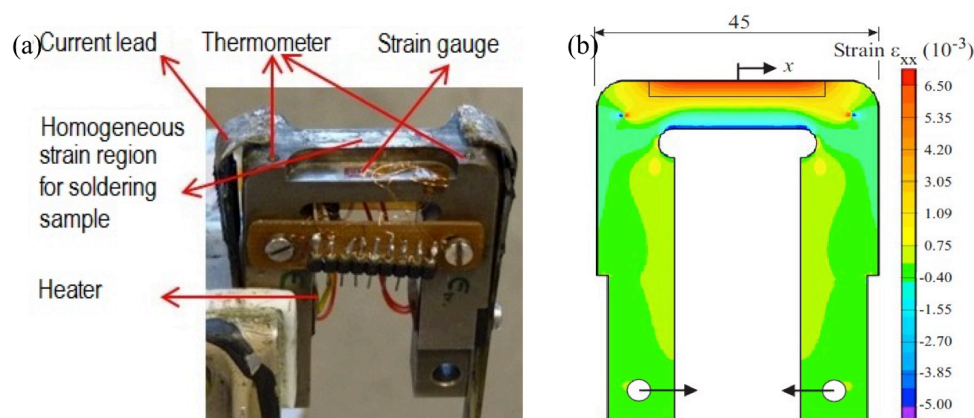 (a)
Current lead
Thermometer
Strain gauge
Homogeneous
strain region
for soldering
sample
Heater
(b)
45
Strain εxx (10-3)
x
6.50
5.35
4.20
3.05
1.09
0.75
-0.40
-1.55
-2.70
-3.85
-5.00